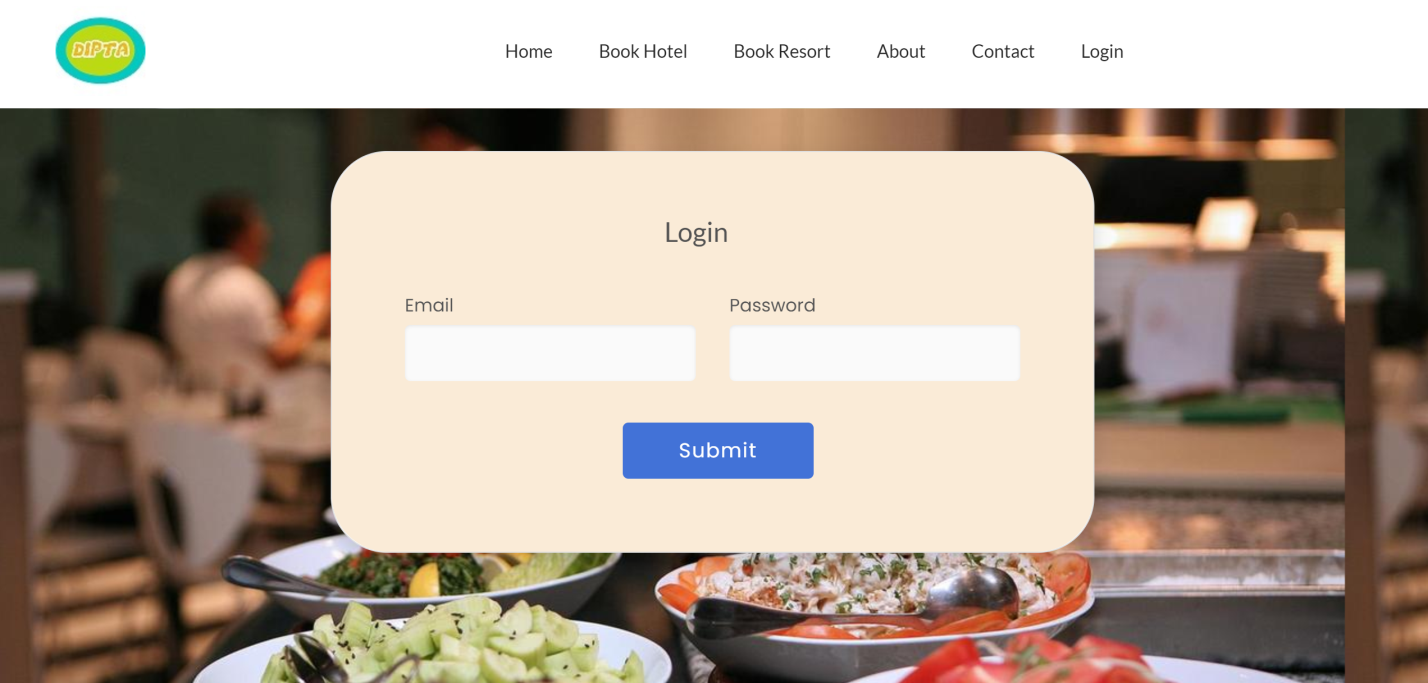 DIPTA
Home Book Hotel Book Resort About Contact Login
Login
Email Password
Submit